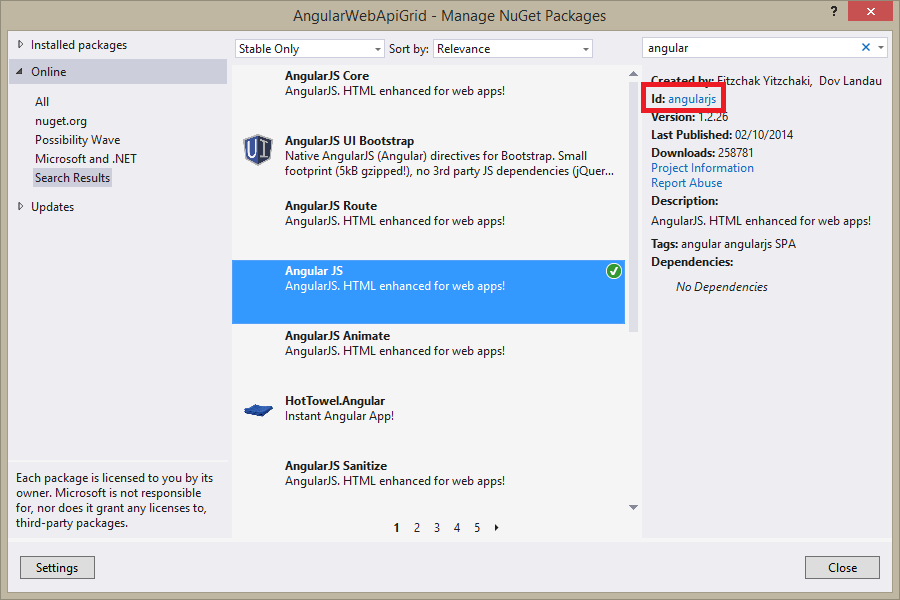 AngularWebApiGrid - Manage NuGet Packages
?
Installed packages
Online
All
nuget.org
Possibility Wave
Microsoft and .NET
Search Results
Updates
Each package is licensed to you by its
owner. Microsoft is not responsible
for, nor does it grant any licenses to,
third-party packages.
Settings
Stable Only
Sort by:
Relevance
AngularJS Core
AngularJS. HTML enhanced for web apps!
UI
AngularJS UI Bootstrap
Native AngularJS (Angular) directives for Bootstrap. Small
footprint (5kB gzipped!), no 3rd party JS dependencies (jQuer...
AngularJS Route
AngularJS. HTML enhanced for web apps!
Angular JS
AngularJS. HTML enhanced for web apps!
AngularJS Animate
AngularJS. HTML enhanced for web apps!
HotTowel.Angular
Instant Angular App!
AngularJS Sanitize
AngularJS. HTML enhanced for web apps!
1 2 3 4 5
angular
Created by: Fitzchak Yitzchaki, Dov Landau
Id: angularjs
Version: 1.2.26
Last Published: 02/10/2014
Downloads: 258781
Project Information
Report Abuse
Description:
AngularJS. HTML enhanced for web apps!
Tags: angular angularjs SPA
Dependencies:
No Dependencies
Close